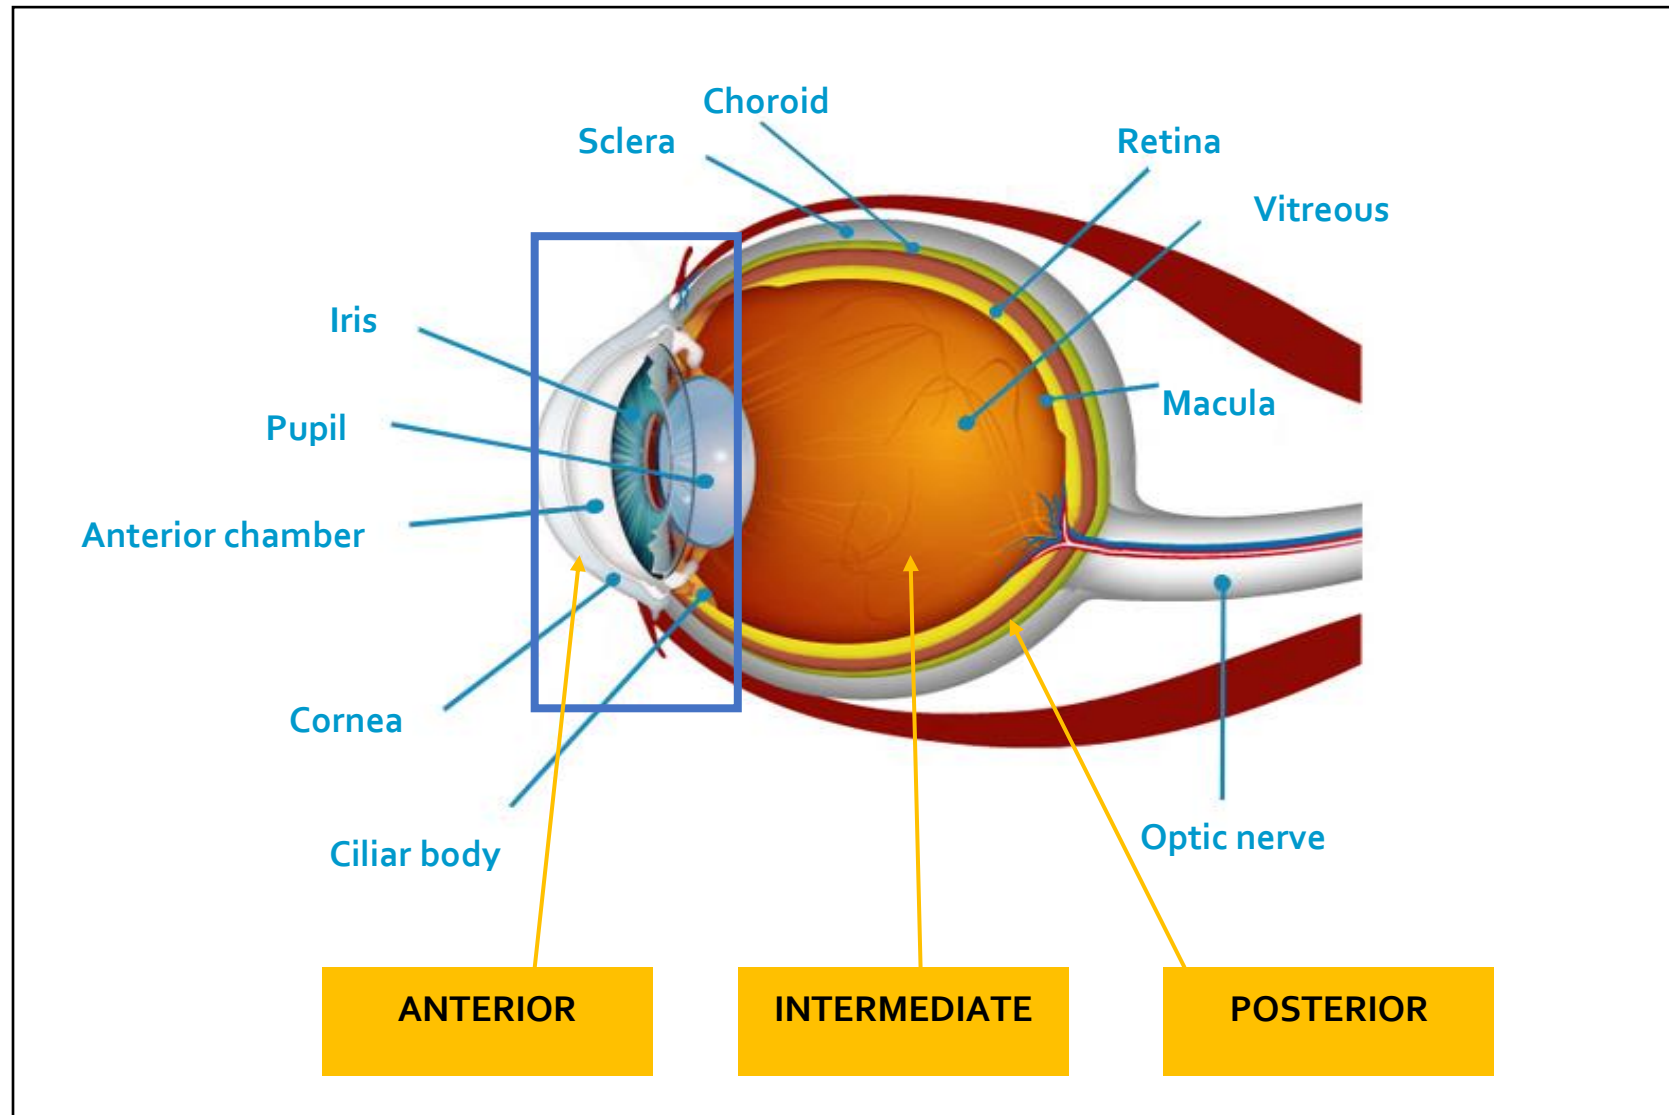 Choroid
Sclera
Retina
Vitreous
Iris
Macula
Pupil
Anterior chamber
Cornea
Optic nerve
Ciliar body
ANTERIOR
INTERMEDIATE
POSTERIOR